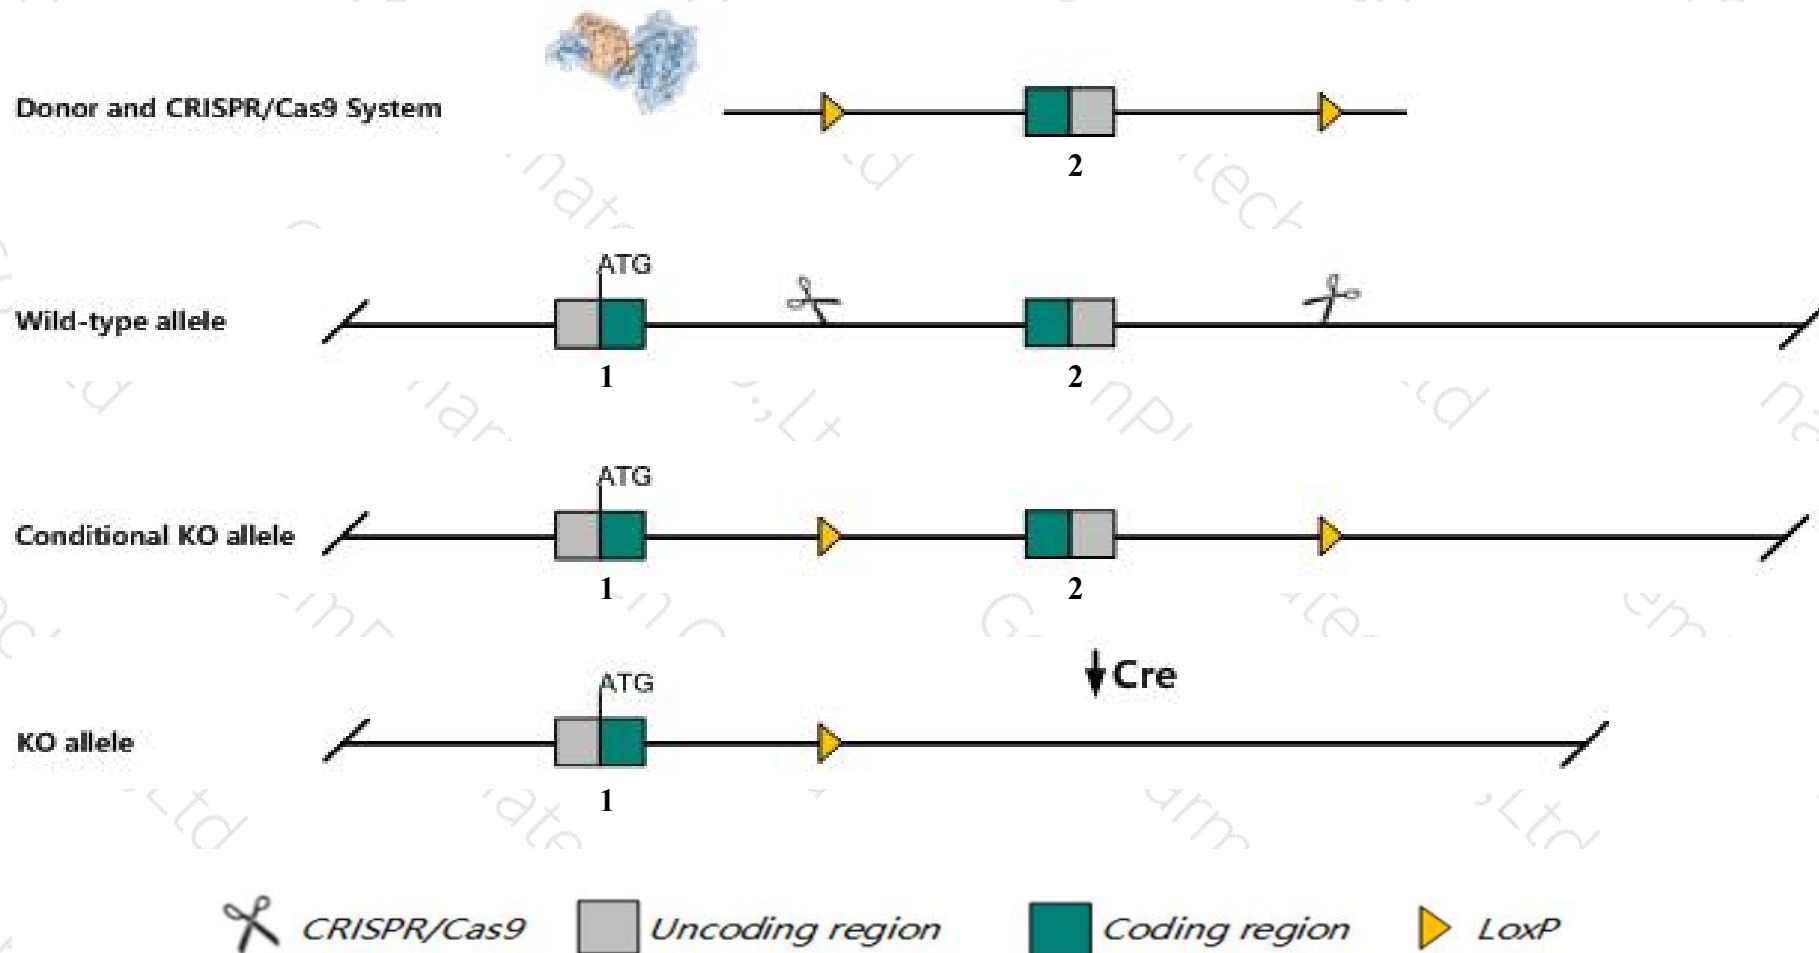 Donor and CRISPR/Cas9 System
2
ATG
Wild-type allele
1 2
ATG
Conditional KO allele
1 2
Cre
ATG
KO allele
1
CRISPR/Cas9 Uncoding region Coding region LoxP